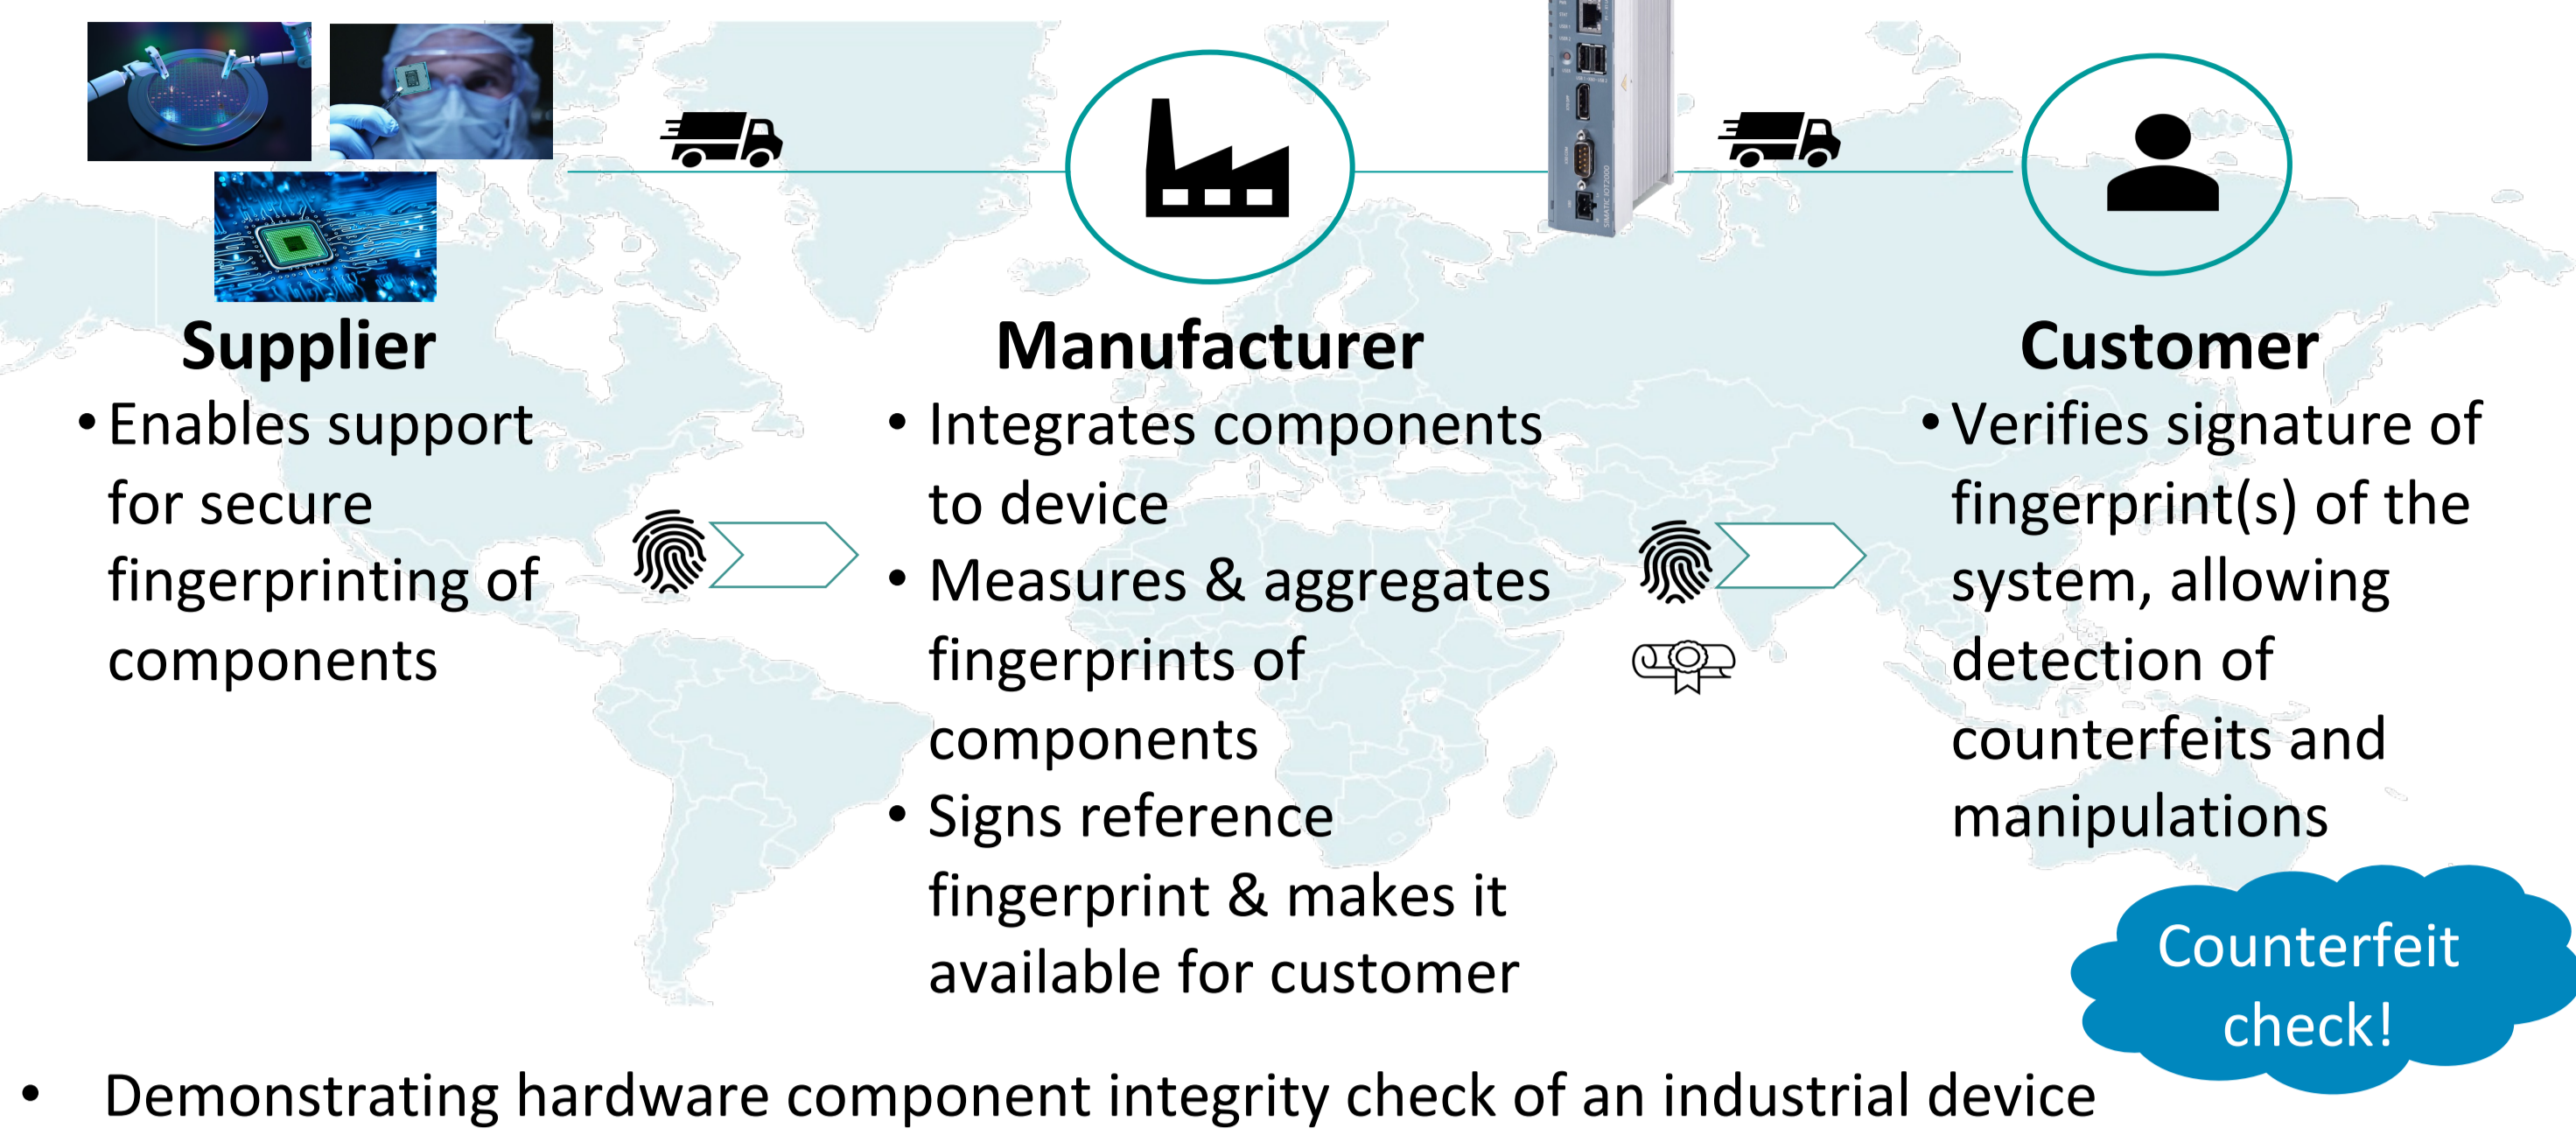 SIMATIC IOT2000
Supplier
• Enables support
for secure
fingerprinting of
components
Manufacturer
• Integrates components
to device
• Measures & aggregates
fingerprints of
components
• Signs reference
fingerprint & makes it
available for customer
Customer
• Verifies signature of
fingerprint(s) of the
system, allowing
detection of
counterfeits and
manipulations
Counterfeit
check!
• Demonstrating hardware component integrity check of an industrial device